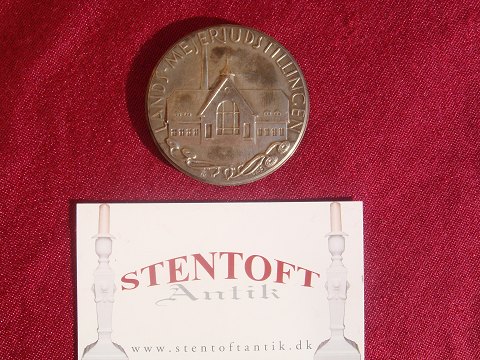 LANDS-MEJERIUDSTILLINGEN
STENTOFT
Antik
www.stentoftantik.dk